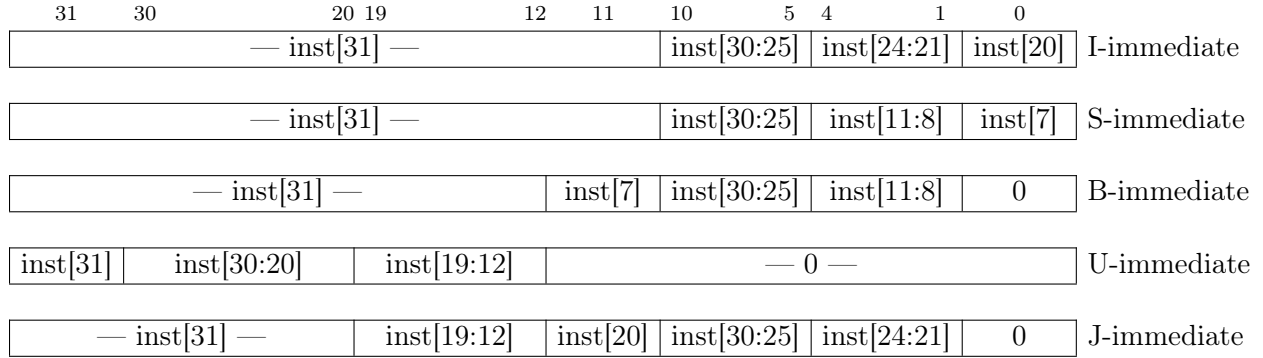 31 30 20 19 12 11 10 5 4 1 0
— inst[31] — inst[30:25] inst[24:21] inst[20] I-immediate
— inst[31] — inst[30:25] inst[11:8] inst[7] S-immediate
— inst[31] — inst[7] inst[30:25] inst[11:8] 0 B-immediate
inst[31] inst[30:20] inst[19:12] — 0 — U-immediate
— inst[31] — inst[19:12] inst[20] inst[30:25] inst[24:21] 0 J-immediate